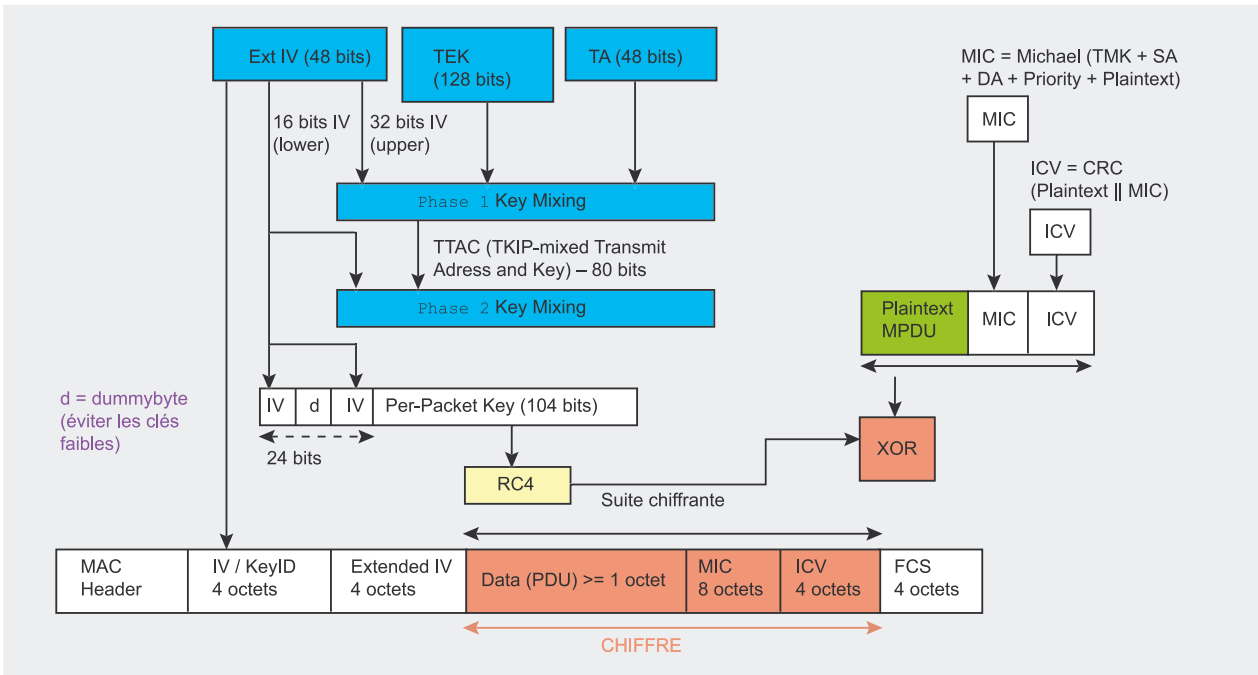 Ext IV (48 bits)
TEK
(128 bits)
TA (48 bits)
MIC = Michael (TMK + SA
+ DA + Priority + Plaintext)
MIC
16 bits IV
(lower)
32 bits IV
(upper)
ICV = CRC
(Plaintext || MIC)
ICV
Phase 1 Key Mixing
TTAC (TKIP-mixed Transmit
Adress and Key) – 80 bits
Phase 2 Key Mixing
Plaintext
MPDU
MIC
ICV
d = dummybyte
(éviter les clés
faibles)
IV
d
IV
Per-Packet Key (104 bits)
24 bits
RC4
Suite chiffrante
XOR
MAC
Header
IV / KeyID
4 octets
Extended IV
4 octets
Data (PDU) >= 1 octet
MIC
8 octets
ICV
4 octets
FCS
4 octets
CHIFFRE